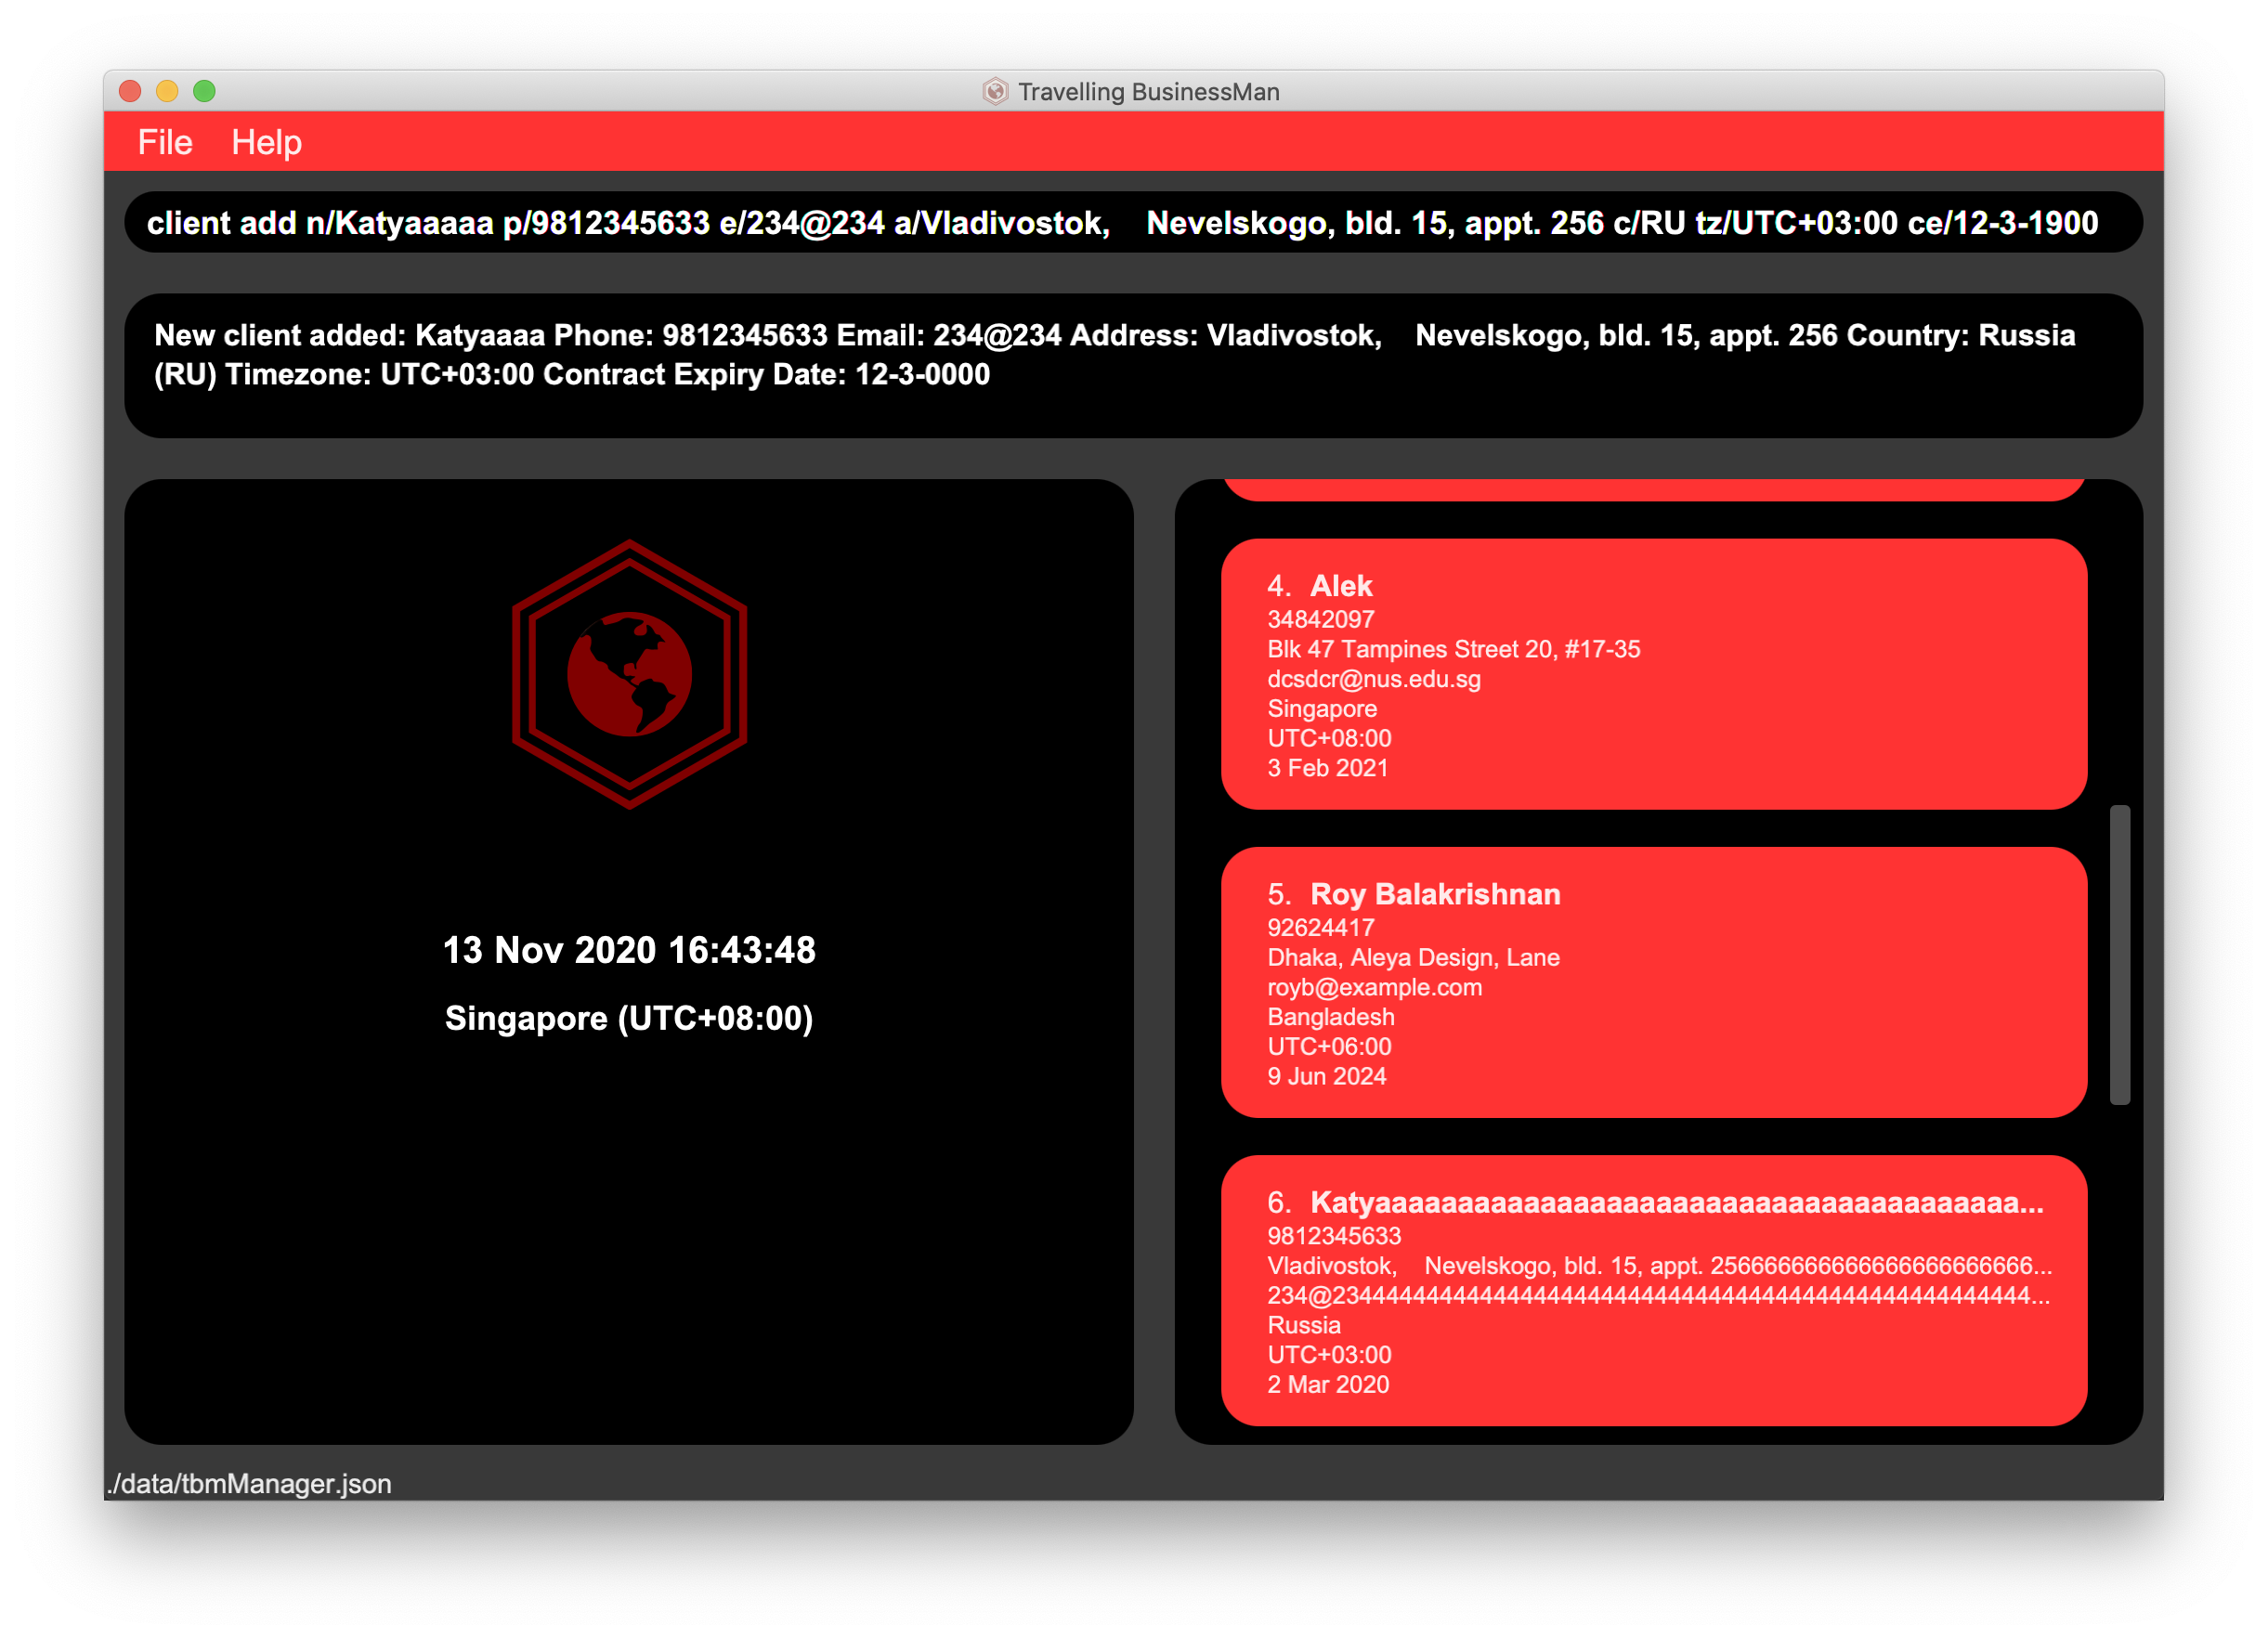 Travelling BusinessMan
File Help
client add n/Katyaaaaa p/9812345633 e/234@234 a/Vladivostok,    Nevelskogo, bld. 15, appt. 256 c/RU tz/UTC+03:00 ce/12-3-1900
New client added: Katyaaaa Phone: 9812345633 Email: 234@234 Address: Vladivostok,    Nevelskogo, bld. 15, appt. 256 Country: Russia
(RU) Timezone: UTC+03:00 Contract Expiry Date: 12-3-0000
13 Nov 2020 16:43:48
Singapore (UTC+08:00)
4. Alek
34842097
Blk 47 Tampines Street 20, #17-35
dcsdcr@nus.edu.sg
Singapore
UTC+08:00
3 Feb 2021
5. Roy Balakrishnan
92624417
Dhaka, Aleya Design, Lane
royb@example.com
Bangladesh
UTC+06:00
9 Jun 2024
6. Katyaaaaaaaaaaaaaaaaaaaaaaaaaaaaaaaaaaaaaaa...
9812345633
Vladivostok,    Nevelskogo, bld. 15, appt. 256666666666666666666666...
234@23444444444444444444444444444444444444444444444444...
Russia
UTC+03:00
2 Mar 2020
./data/tbmManager.json